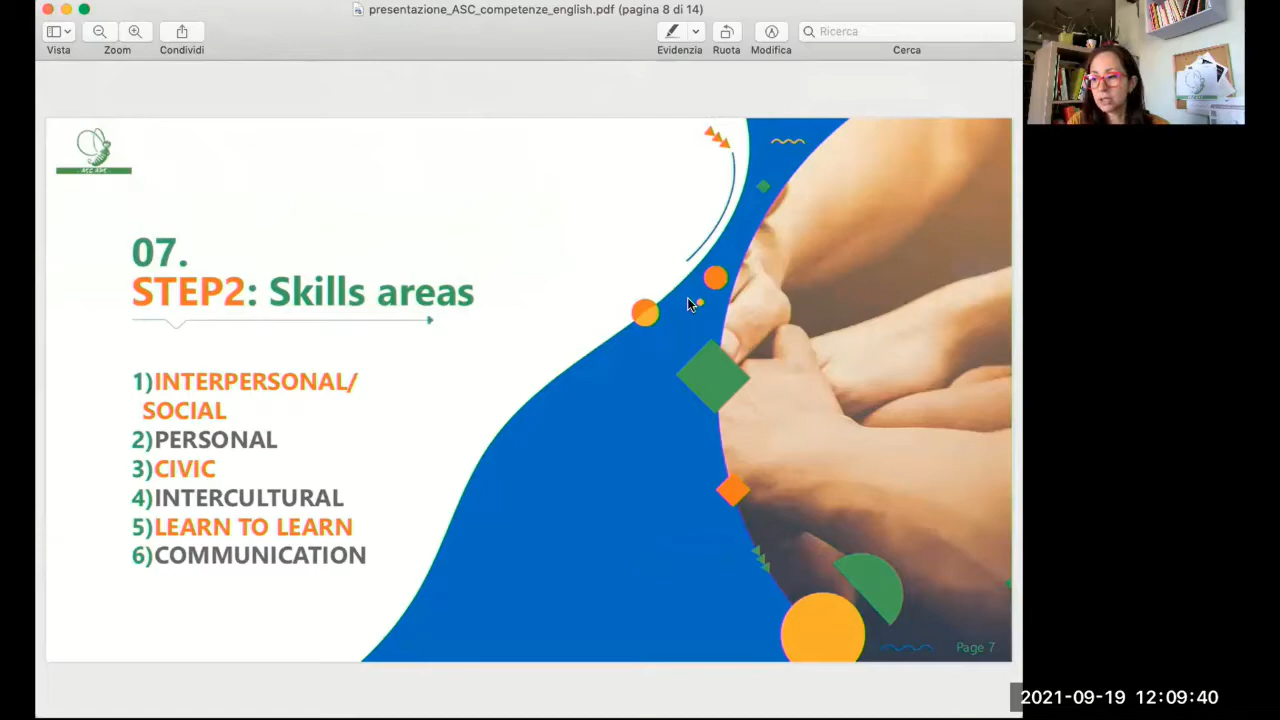 presentazione_ASC_competenze_english.pdf (pagina 8 di 14)
Vista
Zoom
Condividi
Evidenzia
Ruota
Modifica
Ricerca
Cerca
07.
STEP2: Skills areas
1)INTERPERSONAL/
SOCIAL
2)PERSONAL
3)CIVIC
4)INTERCULTURAL
5)LEARN TO LEARN
6)COMMUNICATION
Page 7
2021-09-19 12:09:40